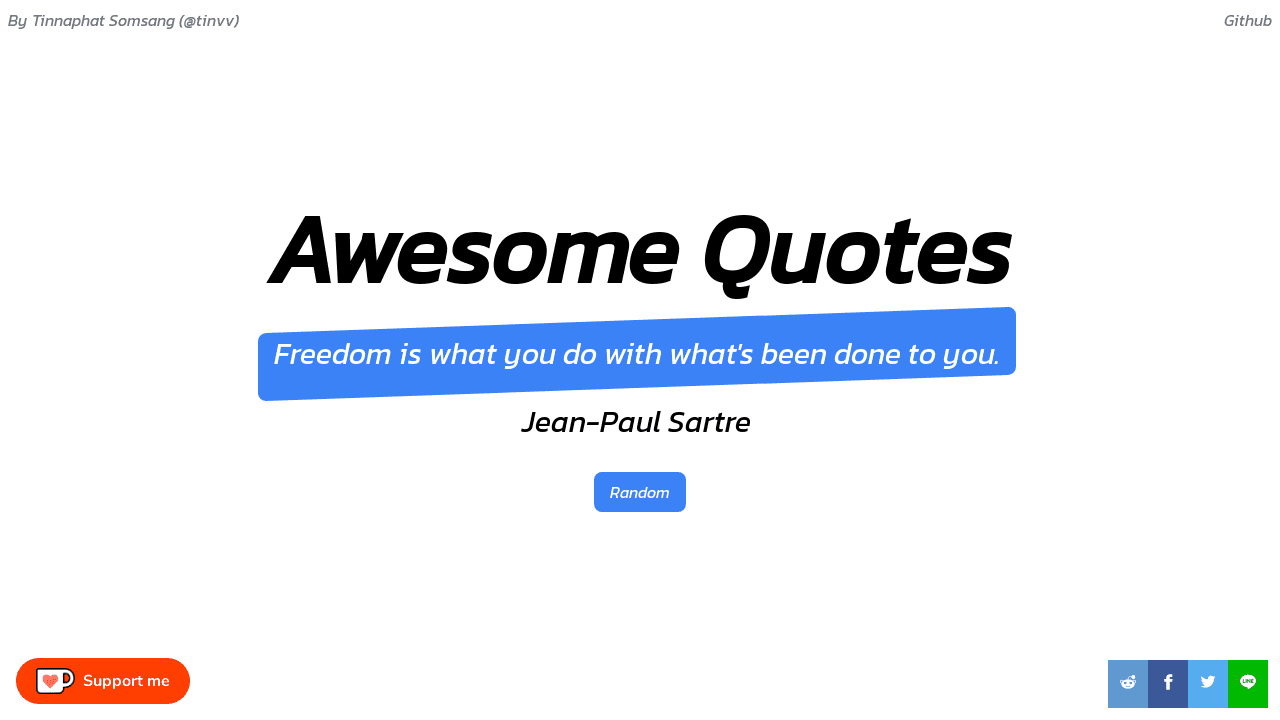 By Tinnaphat Somsang (@tinvv)
Github
Awesome Quotes
Freedom is what you do with what's been done to you.
Jean-Paul Sartre
Random
Support me
LINE